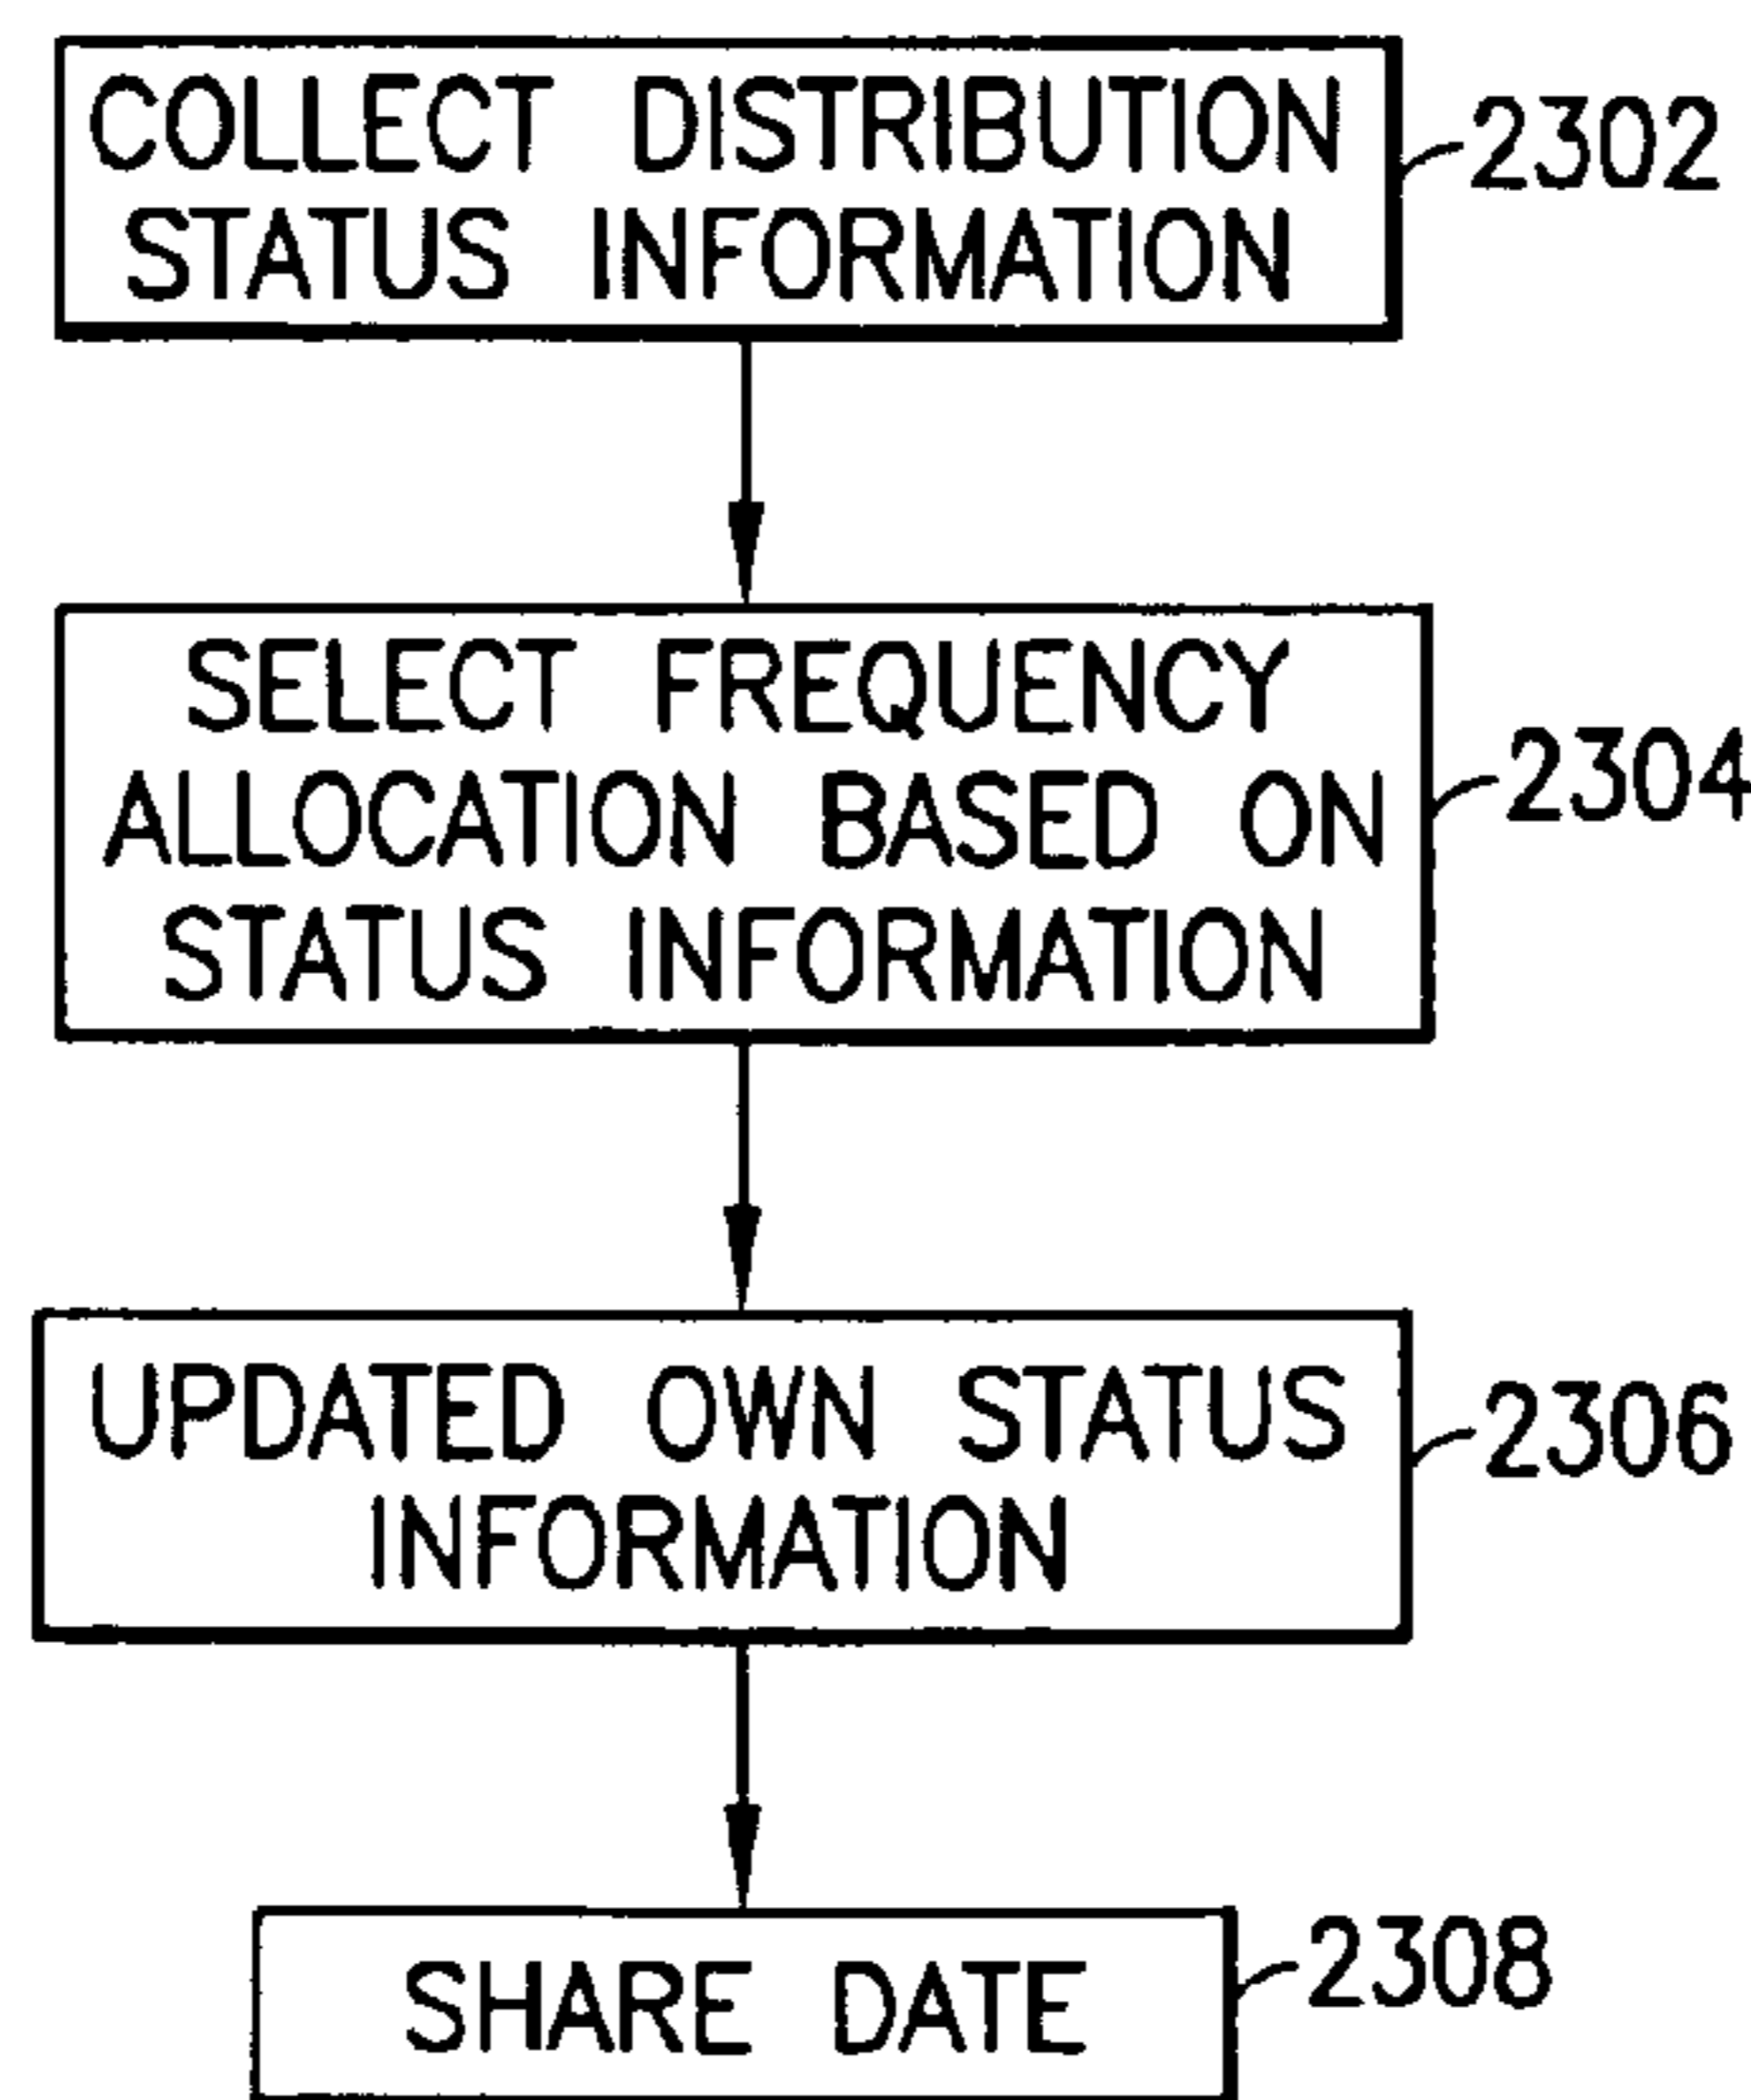 COLLECT DISTRIBUTION
STATUS INFORMATION
2302
SELECT FREQUENCY
ALLOCATION BASED ON
STATUS INFORMATION
2304
UPDATED OWN STATUS
INFORMATION
2306
SHARE DATE
2308